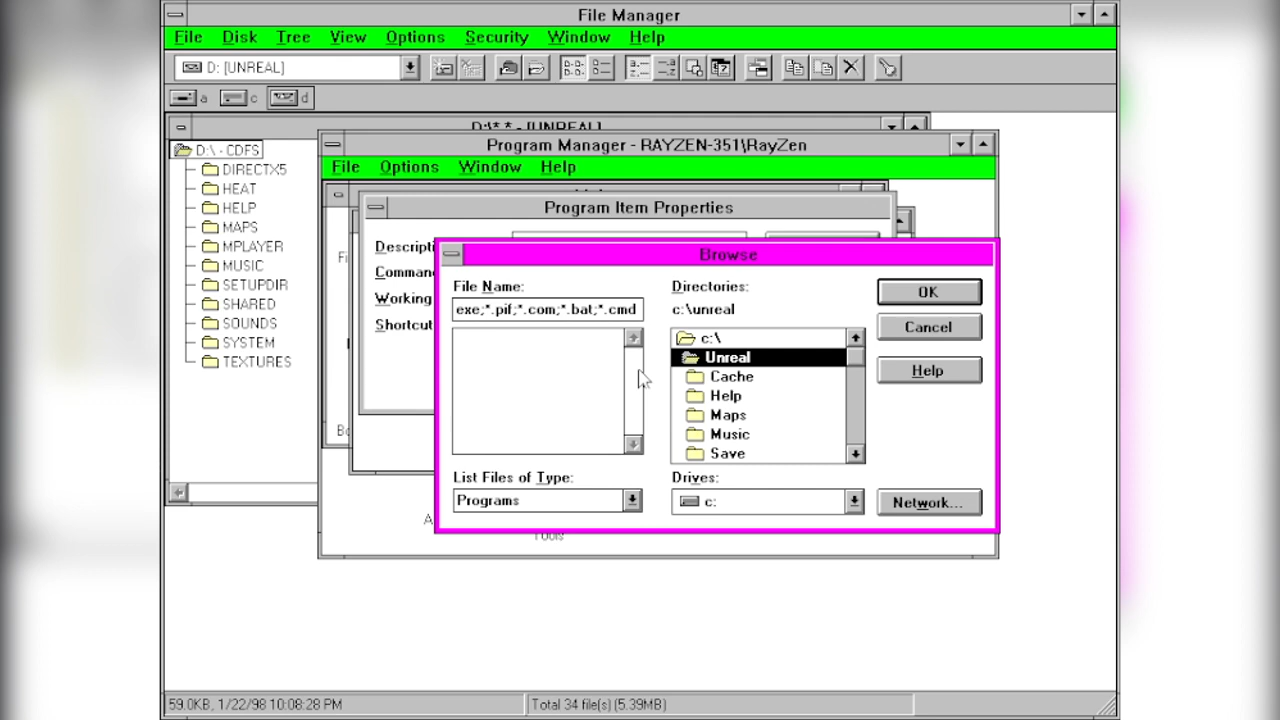 File Manager
File Disk Tree View Options Security Window Help
D: [UNREAL]
a c d
D:\*.* - [UNREAL]
D:\ - CDFS
DIRECTX5
HEAT
HELP
MAPS
MPLAYER
MUSIC
SETUPDIR
SHARED
SOUNDS
SYSTEM
TEXTURES
Program Manager - RAYZEN-351\RayZen
File Options Window Help
Program Item Properties
Descripti
Comman
Working
Shortcut
Browse
File Name:
exe;*.pif;*.com;*.bat;*.cmd
Directories:
c:\unreal
c:\
Unreal
Cache
Help
Maps
Music
Save
OK
Cancel
Help
List Files of Type:
Programs
Drives:
c:
Network...
Tools
59.0KB, 1/22/98 10:08:28 PM
Total 34 file(s) (5.39MB)